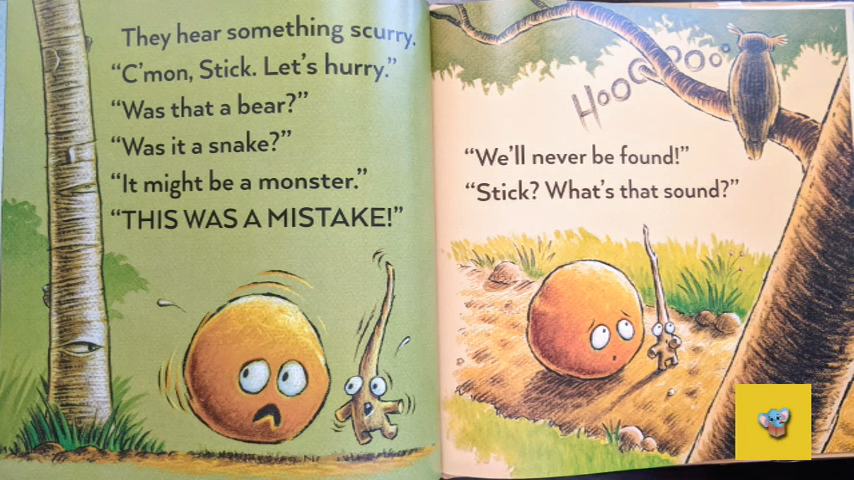 They hear something scurry.
“C’mon, Stick. Let’s hurry.”
“Was that a bear?”
“Was it a snake?”
“It might be a monster.”
“THIS WAS A MISTAKE!”
HOOOOOOO
“We’ll never be found!”
“Stick? What’s that sound?”